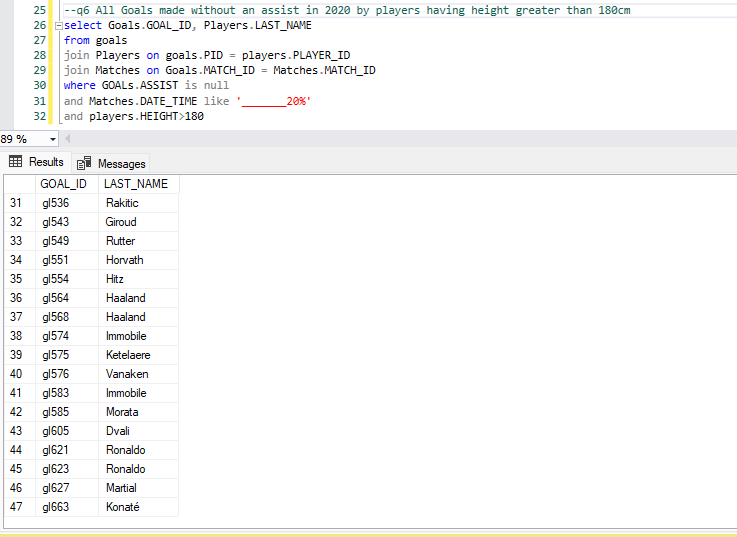 25 --q6 All Goals made without an assist in 2020 by players having height greater than 180cm
26 select Goals.GOAL_ID, Players.LAST_NAME
27 from goals
28 join Players on goals.PID = players.PLAYER_ID
29 join Matches on Goals.MATCH_ID = Matches.MATCH_ID
30 where GOALs.ASSIST is null
31 and Matches.DATE_TIME like '_______20%'
32 and players.HEIGHT>180
89 %
Results Messages
GOAL_ID LAST_NAME
31 gl536 Rakitic
32 gl543 Giroud
33 gl549 Rutter
34 gl551 Horvath
35 gl554 Hitz
36 gl564 Haaland
37 gl568 Haaland
38 gl574 Immobile
39 gl575 Ketelaere
40 gl576 Vanaken
41 gl583 Immobile
42 gl585 Morata
43 gl605 Dvali
44 gl621 Ronaldo
45 gl623 Ronaldo
46 gl627 Martial
47 gl663 Konaté